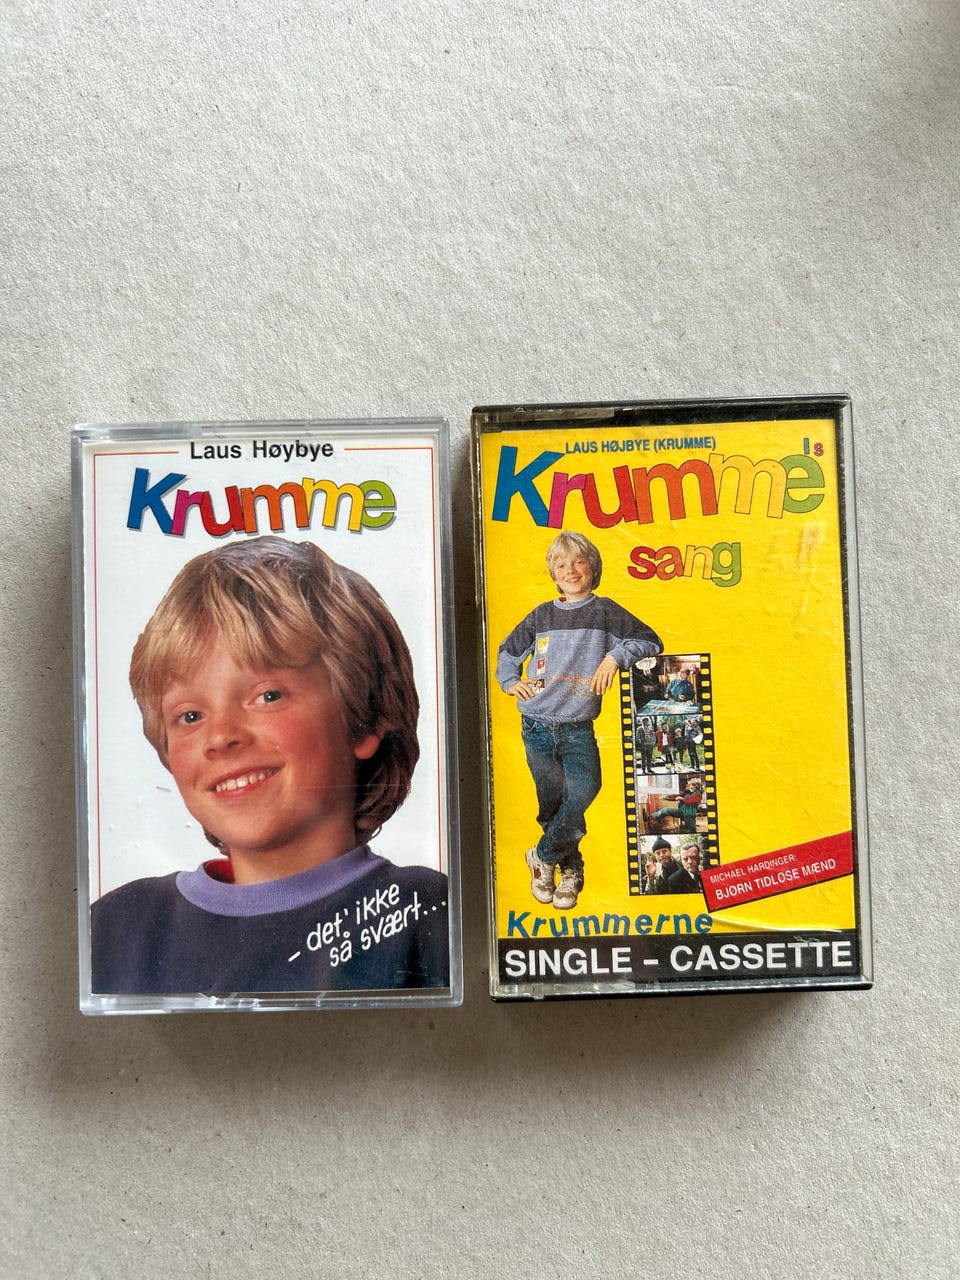 Laus Høybye
Krumme
– det' ikke
så svært...
LAUS HØJBYE (KRUMME)
Krumme's
sang
MICHAEL HARDINGER:
BJØRN TIDLØSE MÆND
Krummerne
SINGLE – CASSETTE